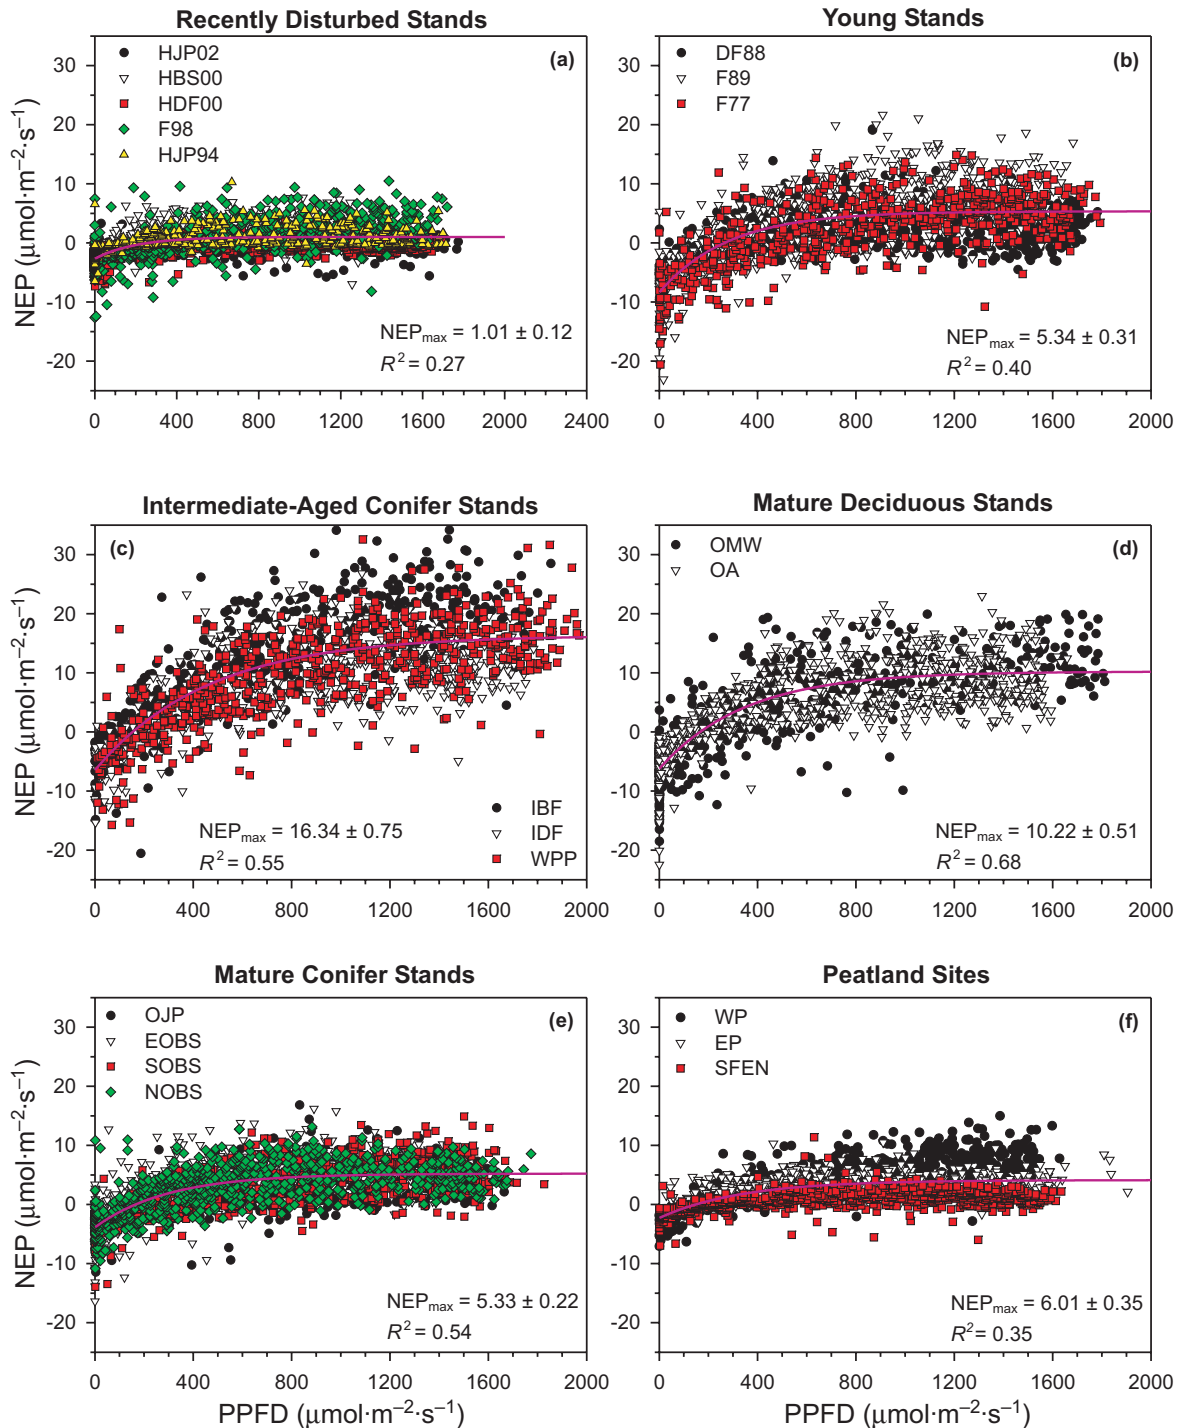 Recently Disturbed Stands
NEP (µmol·m−2·s−1)
(a)
HJP02
HBS00
HDF00
F98
HJP94
30
20
10
0
-10
-20
NEPmax = 1.01 ± 0.12
R2 = 0.27
0 400 800 1200 1600 2000 2400
Young Stands
(b)
DF88
F89
F77
30
20
10
0
-10
-20
NEPmax = 5.34 ± 0.31
R2 = 0.40
0 400 800 1200 1600 2000
Intermediate-Aged Conifer Stands
NEP (µmol·m−2·s−1)
(c)
30
20
10
0
-10
-20
IBF
IDF
WPP
NEPmax = 16.34 ± 0.75
R2 = 0.55
0 400 800 1200 1600 2000
Mature Deciduous Stands
(d)
OMW
OA
30
20
10
0
-10
-20
NEPmax = 10.22 ± 0.51
R2 = 0.68
0 400 800 1200 1600 2000
Mature Conifer Stands
NEP (µmol·m−2·s−1)
(e)
OJP
EOBS
SOBS
NOBS
30
20
10
0
-10
-20
NEPmax = 5.33 ± 0.22
R2 = 0.54
0 400 800 1200 1600 2000
PPFD (µmol·m−2·s−1)
Peatland Sites
(f)
WP
EP
SFEN
30
20
10
0
-10
-20
NEPmax = 6.01 ± 0.35
R2= 0.35
0 400 800 1200 1600 2000
PPFD (µmol·m−2·s−1)